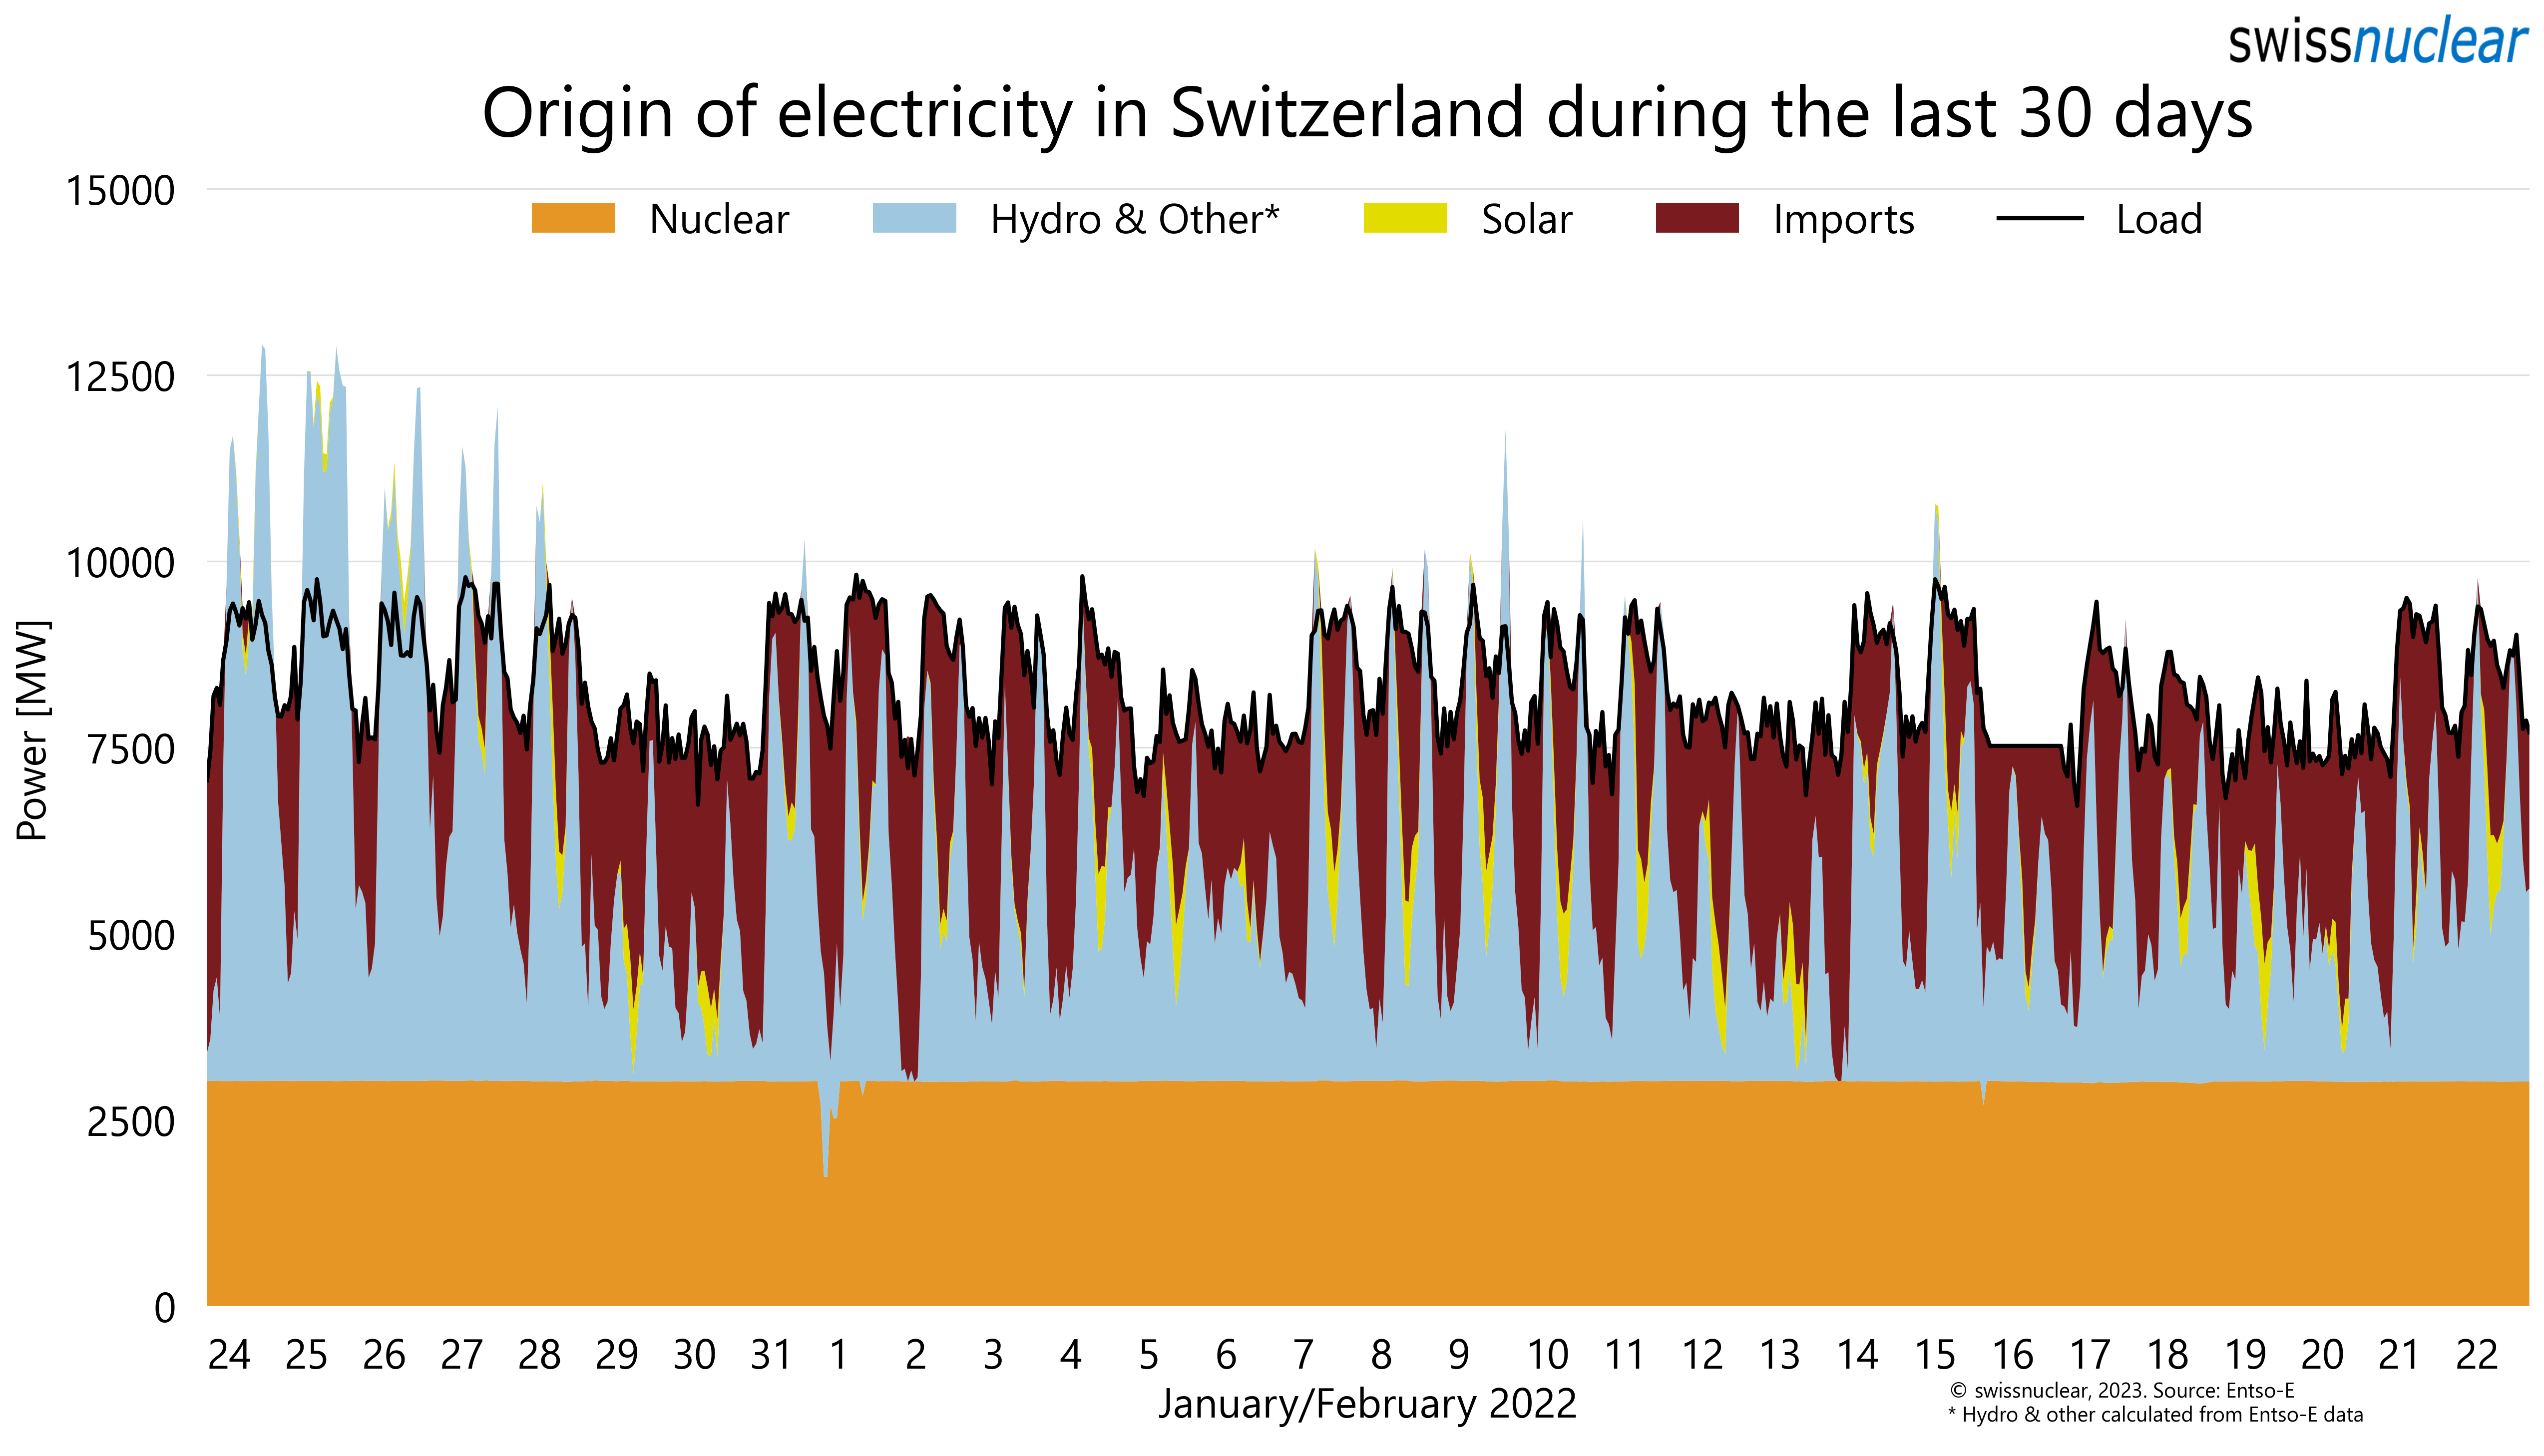 swissnuclear
Origin of electricity in Switzerland during the last 30 days
15000
Nuclear Hydro & Other* Solar Imports Load
12500
10000
7500
5000
2500
0
Power [MW]
24 25 26 27 28 29 30 31 1 2 3 4 5 6 7 8 9 10 11 12 13 14 15 16 17 18 19 20 21 22
January/February 2022
© swissnuclear, 2023. Source: Entso-E
* Hydro & other calculated from Entso-E data